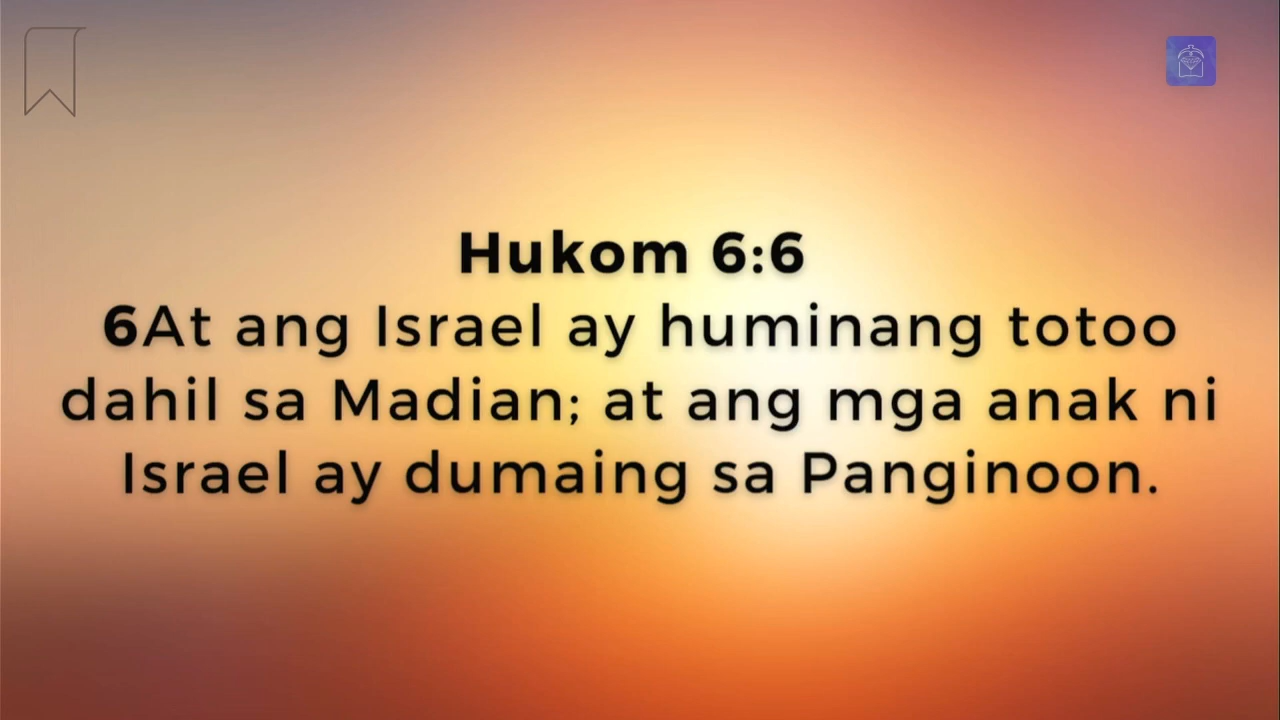 Hukom 6:6
6At ang Israel ay huminang totoo
dahil sa Madian; at ang mga anak ni
Israel ay dumaing sa Panginoon.